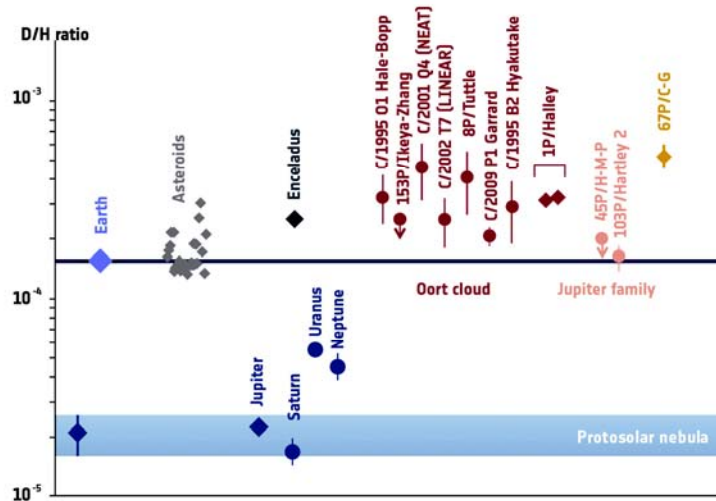 D/H ratio
10⁻³
10⁻⁴
10⁻⁵
Earth
Asteroids
Enceladus
C/1995 O1 Hale-Bopp
153P/Ikeya-Zhang
C/2001 Q4 (NEAT)
C/2002 T7 (LINEAR)
8P/Tuttle
C/2009 P1 Garrard
C/1995 B2 Hyakutake
1P/Halley
45P/H-M-P
103P/Hartley 2
67P/C-G
Oort cloud
Jupiter family
Jupiter
Saturn
Uranus
Neptune
Protosolar nebula